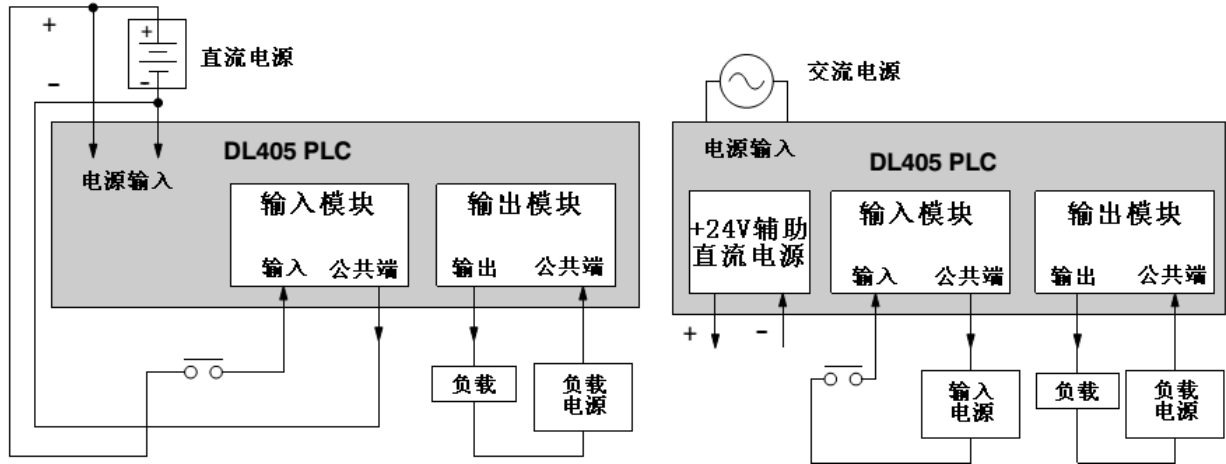 +
-
+
-
直流电源
DL405 PLC
电源输入
输入模块
输入 公共端
输出模块
输出 公共端
负载
负载
电源
交流电源
电源输入
DL405 PLC
+24V辅助
直流电源
+ -
输入模块
输入 公共端
输出模块
输出 公共端
输入
电源
负载
负载
电源